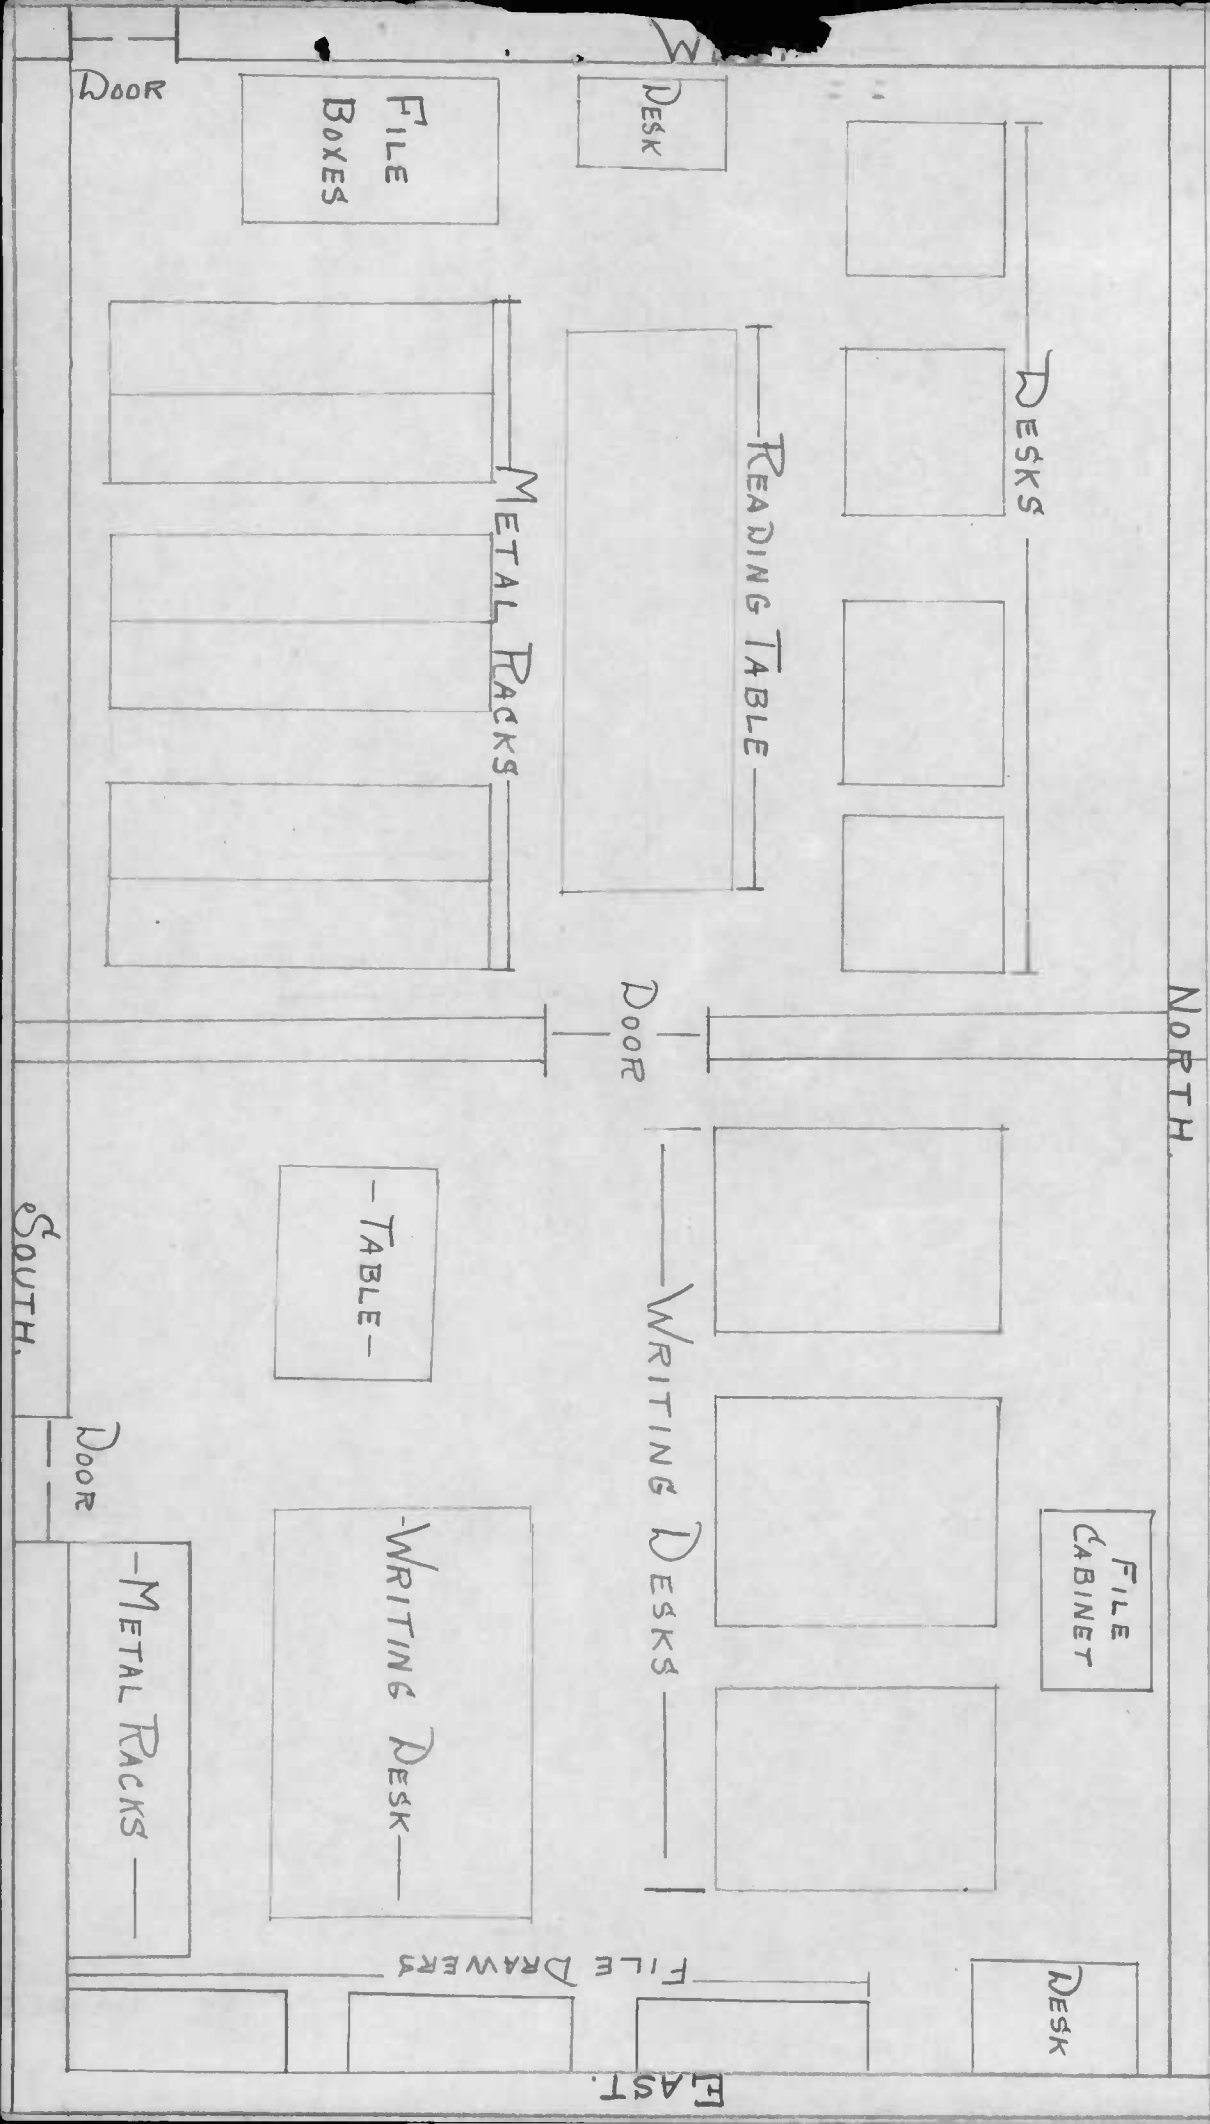 DOOR
FILE
BOXES
DESK
DESKS
READING TABLE
METAL RACKS
DOOR
NORTH.
SOUTH.
-TABLE-
WRITING DESKS
DOOR
FILE
CABINET
-WRITING DESK-
-METAL RACKS-
FILE DRAWERS
DESK
EAST.